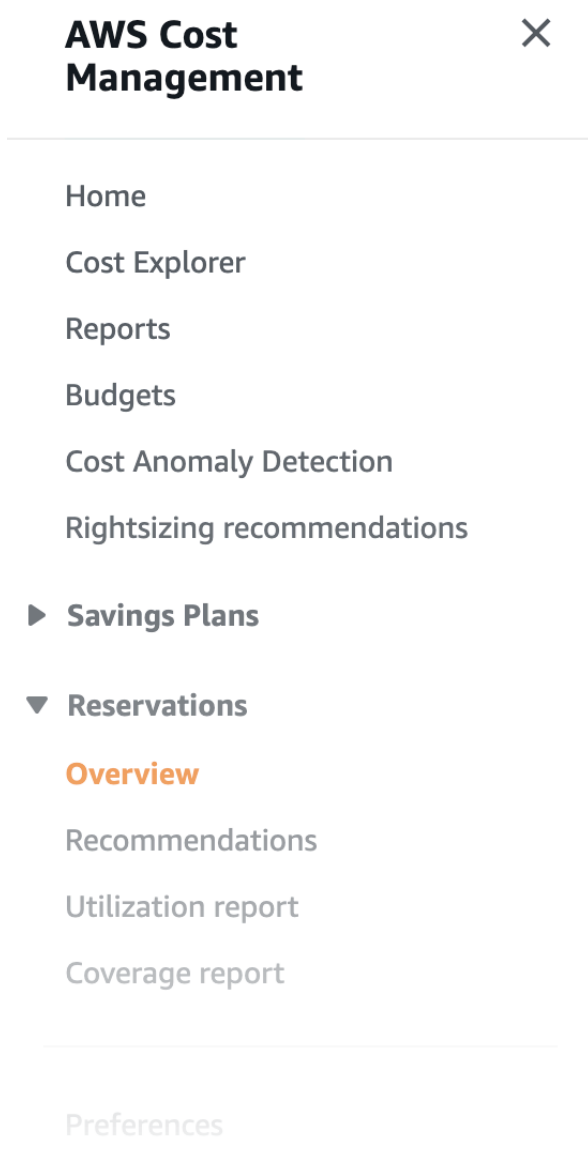 AWS Cost
Management
Home
Cost Explorer
Reports
Budgets
Cost Anomaly Detection
Rightsizing recommendations
Savings Plans
Reservations
Overview
Recommendations
Utilization report
Coverage report
Preferences